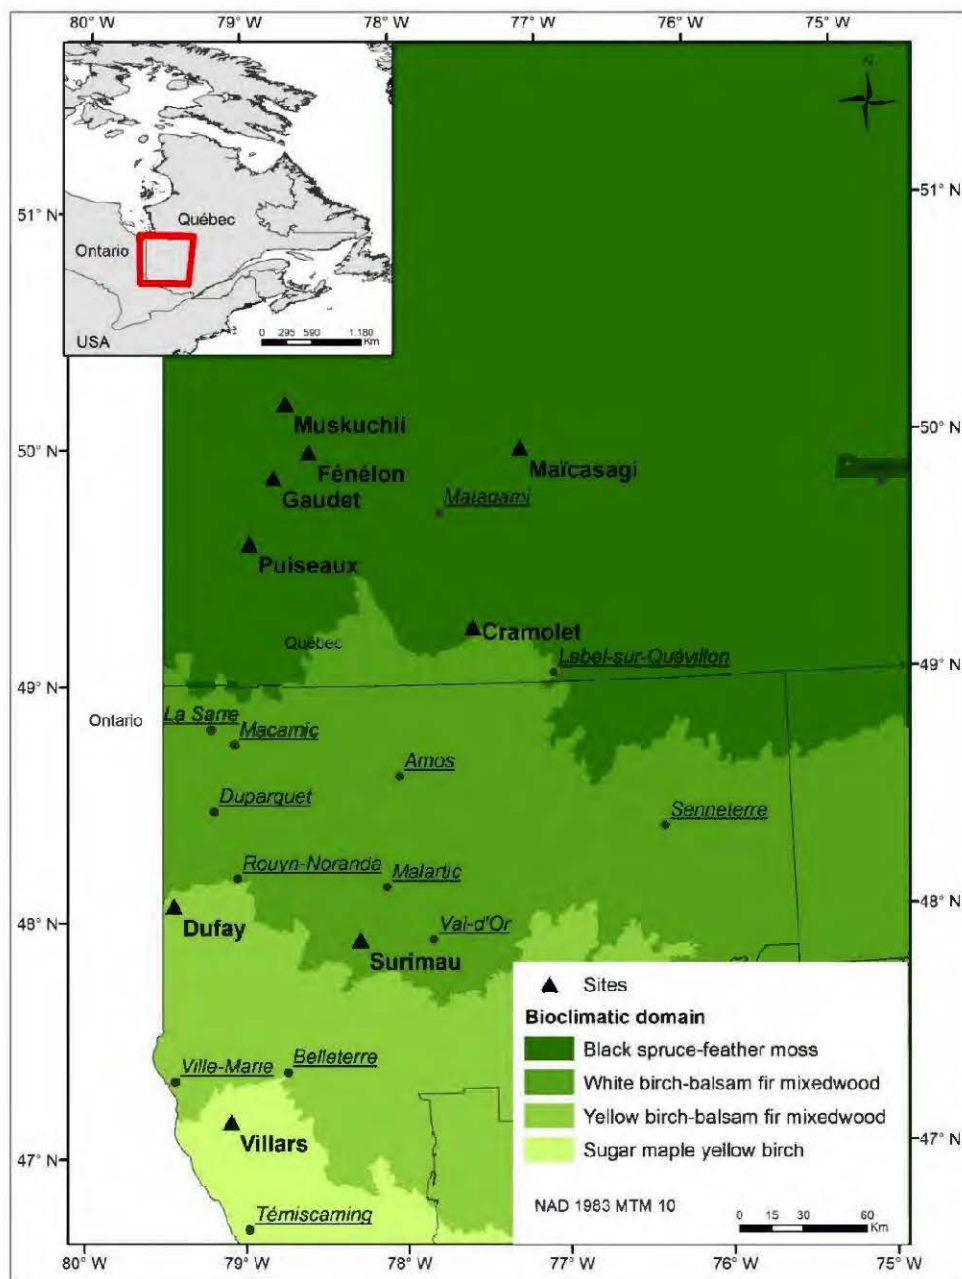 80° W
79° W
78° W
77° W
76° W
75° W
N
51° N
51° N
Québec
Ontario
USA
0 295 590 1.180
Km
Muskuchii
50° N
50° N
Fénélon
Maïcasagi
Gaudet
Matagami
Puiseaux
Cramolet
Québec
Lebel-sur-Quévillon
49° N
49° N
La Sarre
Ontario
Macamic
Amos
Duparquet
Senneterre
Rouyn-Noranda
Malartic
48° N
48° N
Dufay
Val-d'Or
Surimau
Sites
Bioclimatic domain
Black spruce-feather moss
White birch-balsam fir mixedwood
Yellow birch-balsam fir mixedwood
Sugar maple yellow birch
Ville-Marie
Belleterre
Villars
47° N
47° N
NAD 1983 MTM 10
0 15 30 60
Km
Témiscaming
80° W
79° W
78° W
77° W
76° W
75° W